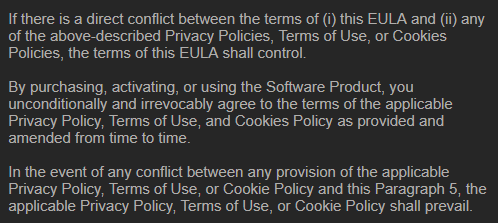 If there is a direct conflict between the terms of (i) this EULA and (ii) any
of the above-described Privacy Policies, Terms of Use, or Cookies
Policies, the terms of this EULA shall control.
By purchasing, activating, or using the Software Product, you
unconditionally and irrevocably agree to the terms of the applicable
Privacy Policy, Terms of Use, and Cookies Policy as provided and
amended from time to time.
In the event of any conflict between any provision of the applicable
Privacy Policy, Terms of Use, or Cookie Policy and this Paragraph 5, the
applicable Privacy Policy, Terms of Use, or Cookie Policy shall prevail.